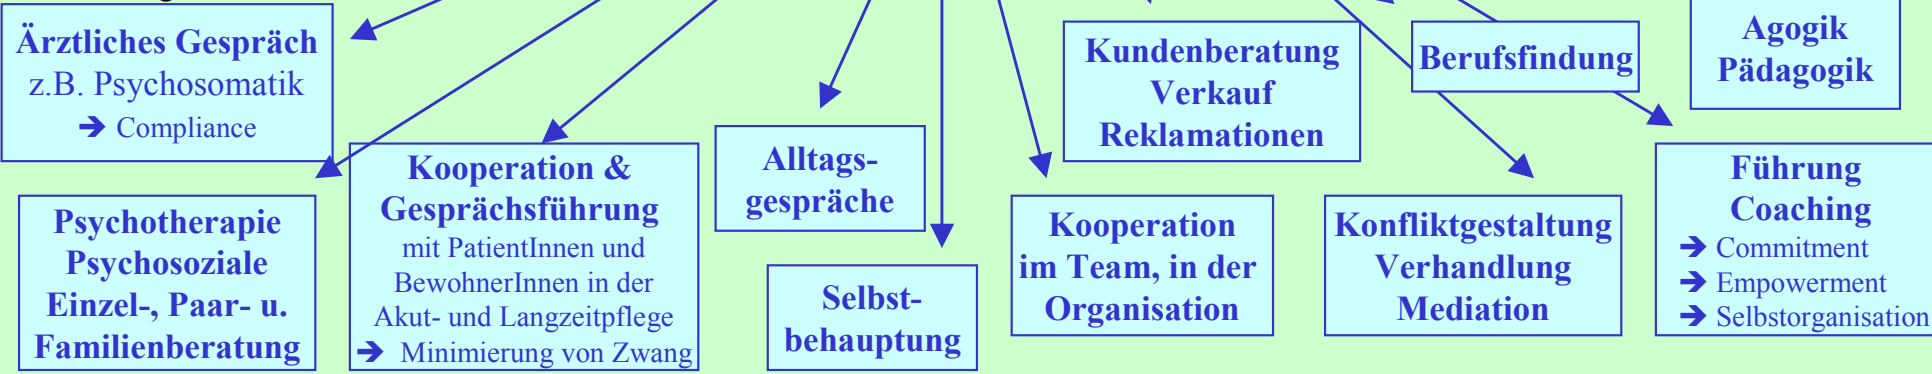 Ärztliches Gespräch
z.B. Psychosomatik
➔ Compliance
Psychotherapie
Psychosoziale
Einzel-, Paar- u.
Familienberatung
Kooperation &
Gesprächsführung
mit PatientInnen und
BewohnerInnen in der
Akut- und Langzeitpflege
➔ Minimierung von Zwang
Alltags-
gespräche
Selbst-
behauptung
Kundenberatung
Verkauf
Reklamationen
Kooperation
im Team, in der
Organisation
Berufsfindung
Konfliktgestaltung
Verhandlung
Mediation
Agogik
Pädagogik
Führung
Coaching
➔ Commitment
➔ Empowerment
➔ Selbstorganisation